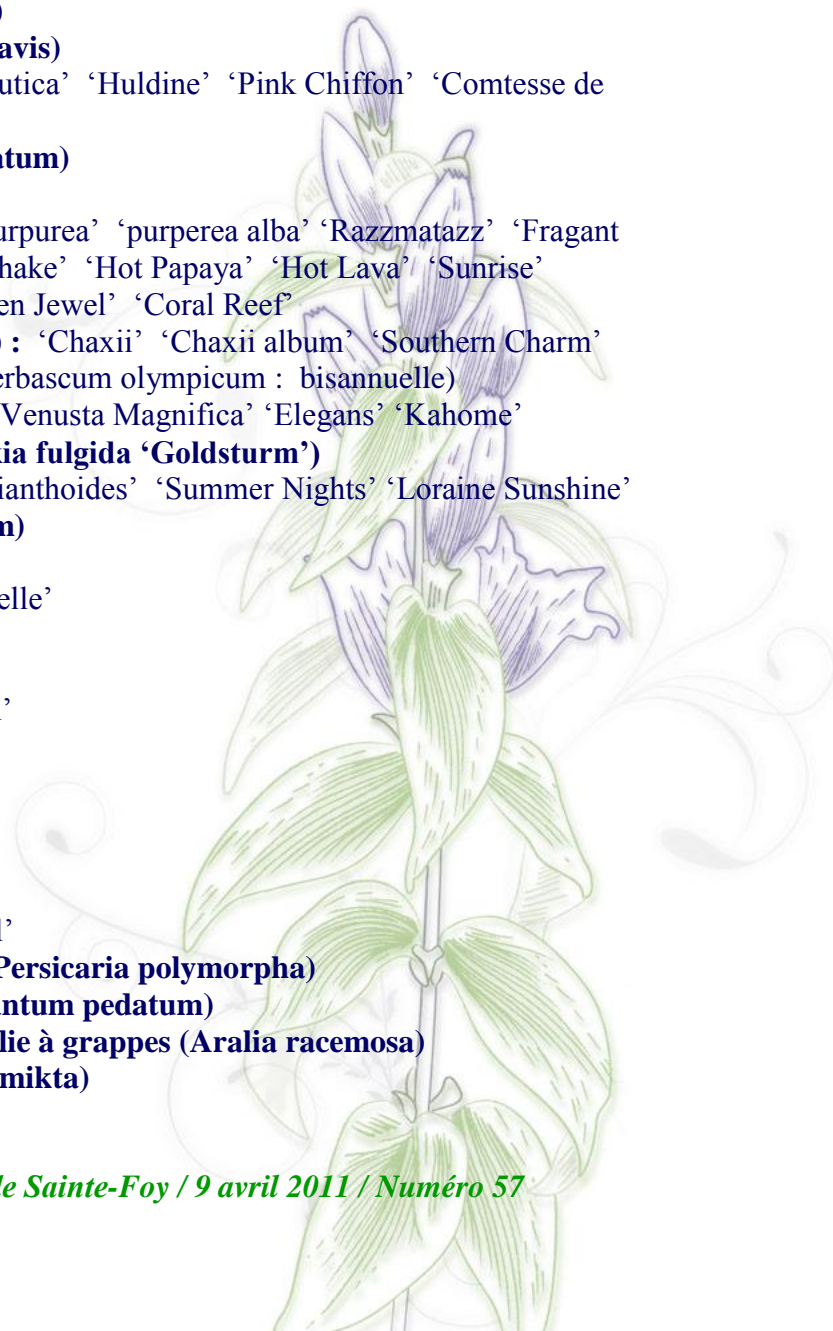 )
avis)
utica’ ‘Huldine’ ‘Pink Chiffon’ ‘Comtesse de
atum)
urpurea’ ‘purperea alba’ ‘Razzmatazz’ ‘Fragant
hake’ ‘Hot Papaya’ ‘Hot Lava’ ‘Sunrise’
en Jewel’ ‘Coral Reef’
) : ‘Chaxii’ ‘Chaxii album’ ‘Southern Charm’
erbascum olympicum : bisannuelle)
‘Venusta Magnifica’ ‘Elegans’ ‘Kahome’
kia fulgida ‘Goldsturm’)
ianthoides’ ‘Summer Nights’ ‘Loraine Sunshine’
m)
elle’
’
l’
Persicaria polymorpha)
antum pedatum)
lie à grappes (Aralia racemosa)
mikta)
de Sainte-Foy / 9 avril 2011 / Numéro 57